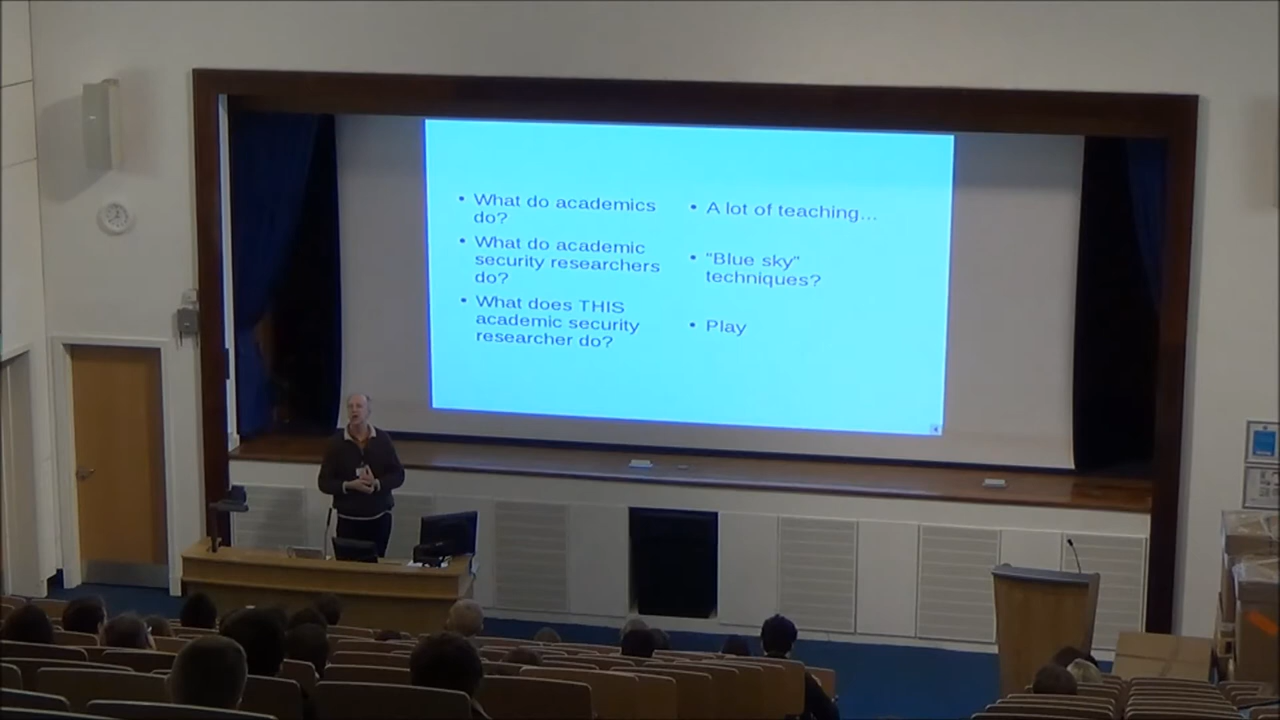 • What do academics
do?
• What do academic
security researchers
do?
• What does THIS
academic security
researcher do?
• A lot of teaching...
• "Blue sky"
techniques?
• Play